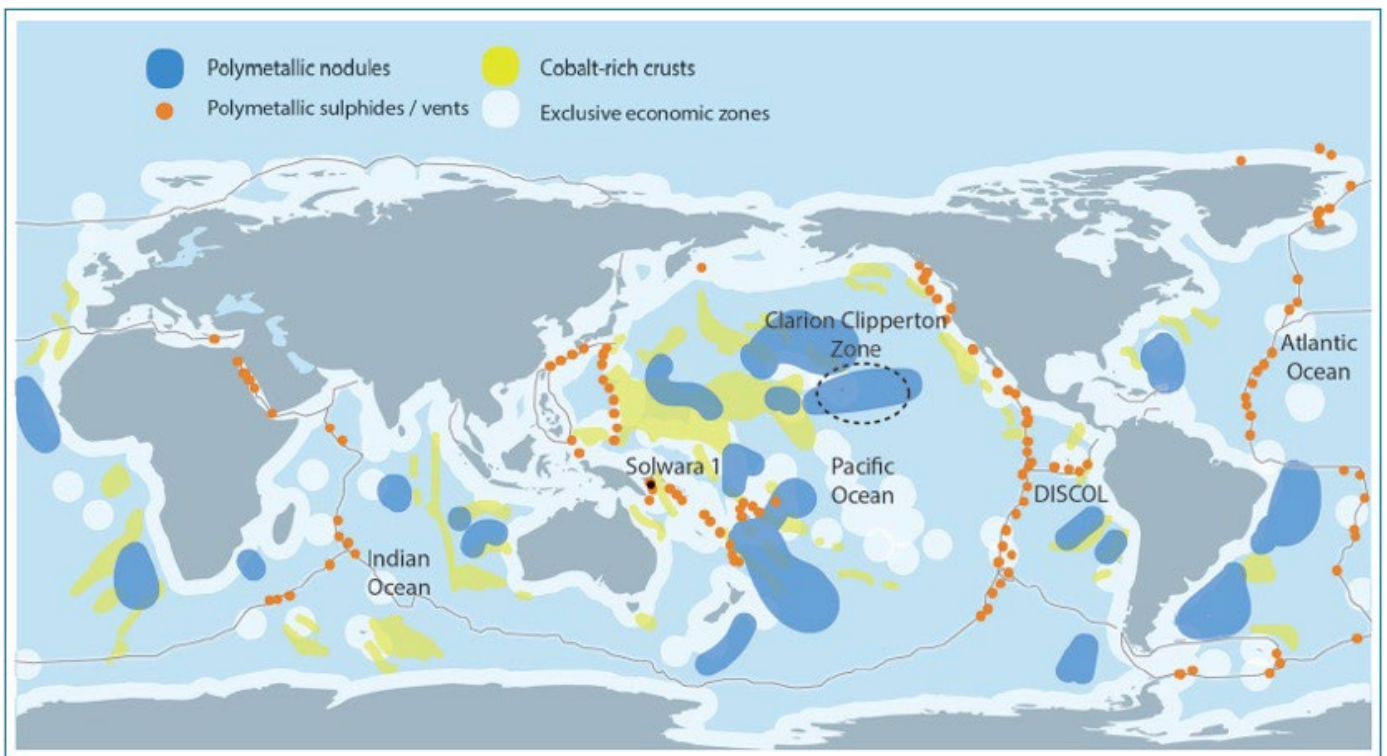 Polymetallic nodules
Cobalt-rich crusts
Polymetallic sulphides / vents
Exclusive economic zones
Clarion Clipperton
Zone
Atlantic
Ocean
Solwara 1
Pacific
Ocean
DISCOL
Indian
Ocean